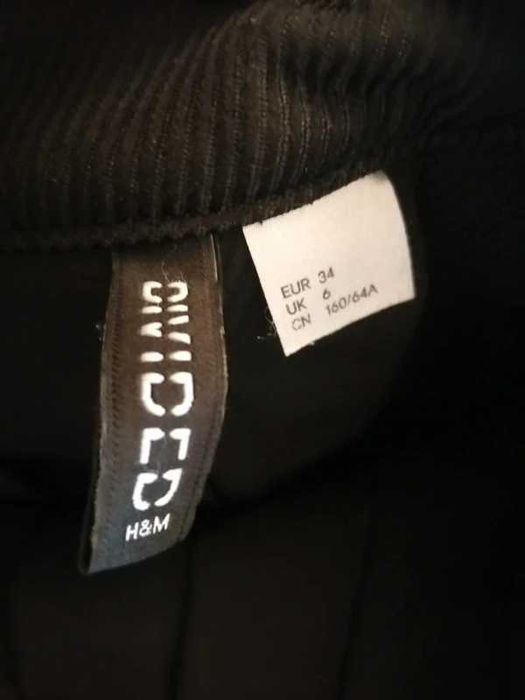 DIVIDED
H&M
EUR 34
UK 6
CN 160/64A